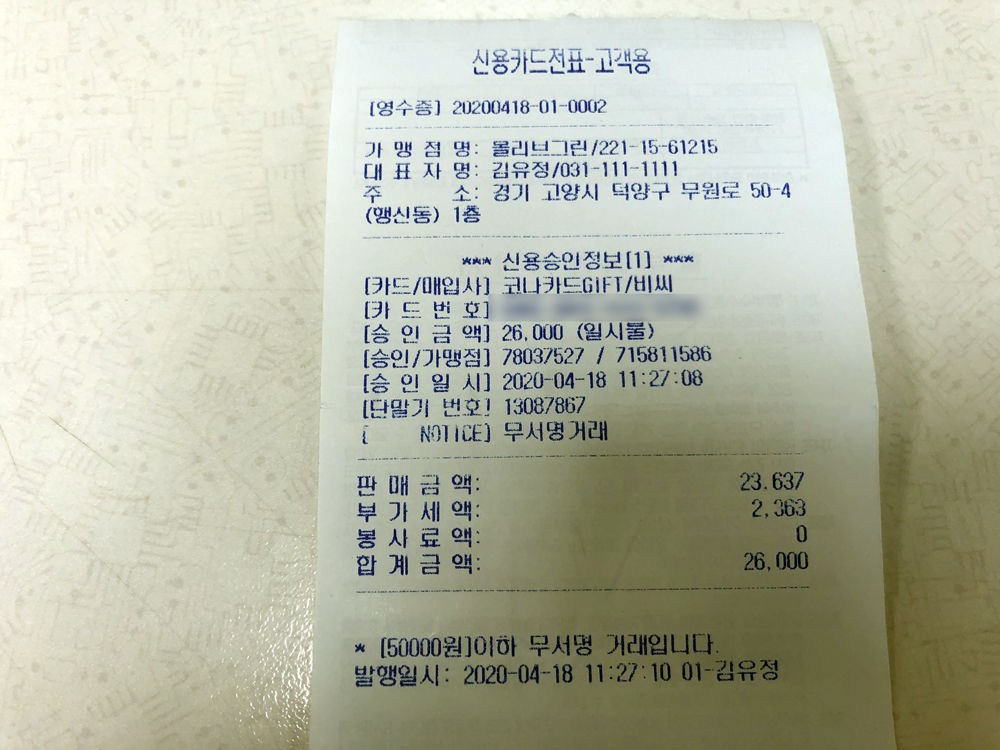 신용카드전표-고객용
[영수증] 20200418-01-0002
가 맹 점 명: 몰리브그린/221-15-61215
대 표 자 명: 김유정/031-111-1111
주 소: 경기 고양시 덕양구 무원로 50-4
(행신동) 1층
*** 신용승인정보[1] ***
[카드/매입사] 코나카드GIFT/비씨
[카 드 번 호]
[승 인 금 액] 26,000 (일시불)
[승인/가맹점] 78037527 / 715811586
[승 인 일 시] 2020-04-18 11:27:08
[단말기 번호] 13087867
[ NOTICE] 무서명거래
판 매 금 액: 23,637
부 가 세 액: 2,363
봉 사 료 액: 0
합 계 금 액: 26,000
* [50000원]이하 무서명 거래입니다.
발행일시: 2020-04-18 11:27:10 01-김유정